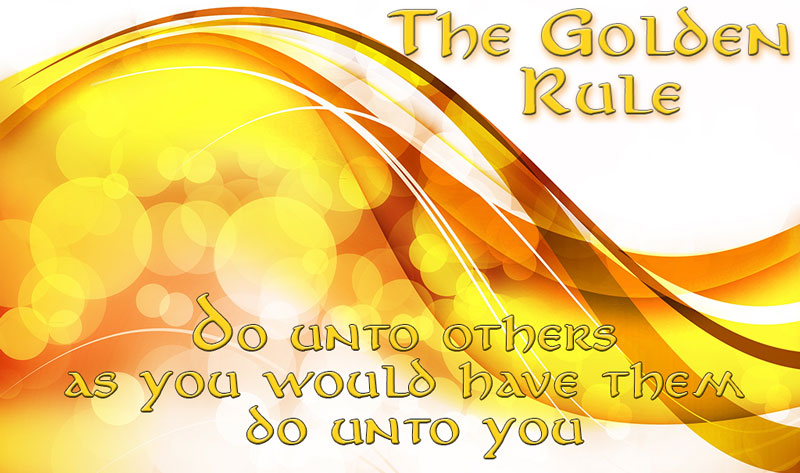 The Golden
Rule
Do unto others
as you would have them
do unto you